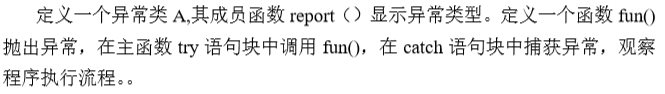 定义一个异常类 A,其成员函数 report（）显示异常类型。定义一个函数 fun()
抛出异常，在主函数 try 语句块中调用 fun()，在 catch 语句块中捕获异常，观察
程序执行流程。。